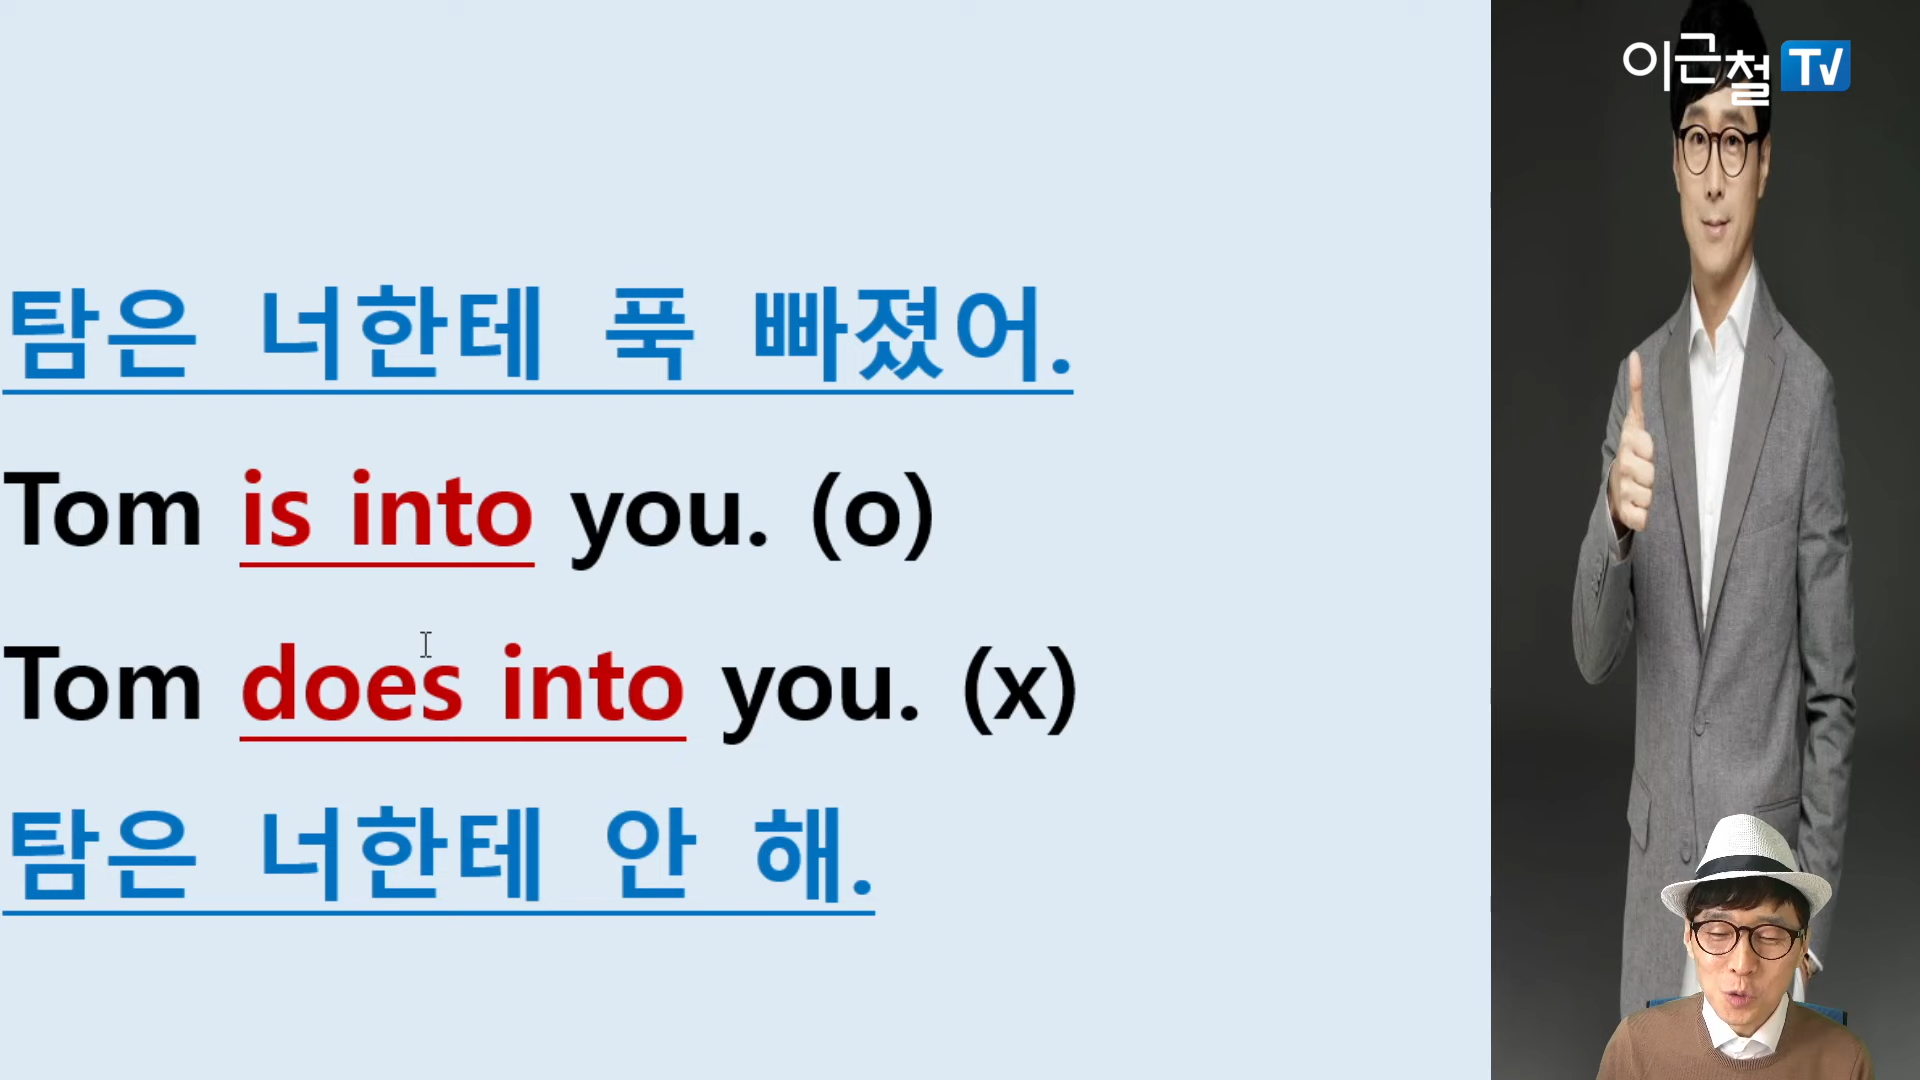 이근철 TV
탐은 너한테 푹 빠졌어.
Tom is into you. (o)
Tom does into you. (x)
탐은 너한테 안 해.